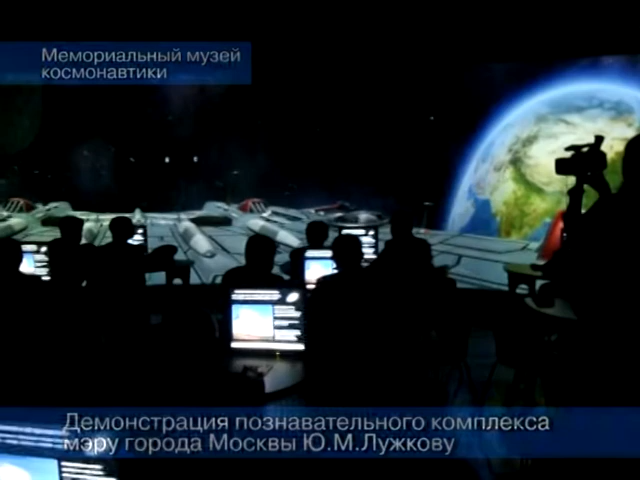 Мемориальный музей
космонавтики
Демонстрация познавательного комплекса
мэру города Москвы Ю.М.Лужкову